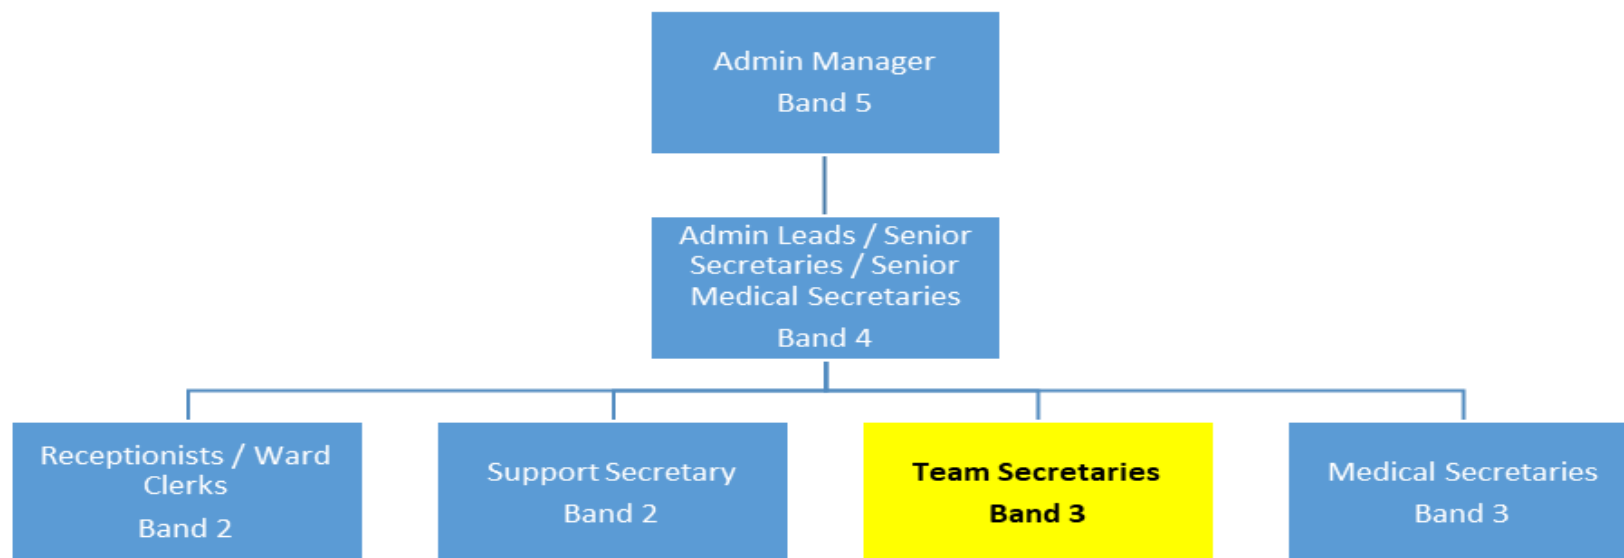 Admin Manager
Band 5
Admin Leads / Senior
Secretaries / Senior
Medical Secretaries
Band 4
Receptionists / Ward
Clerks
Band 2
Support Secretary
Band 2
Team Secretaries
Band 3
Medical Secretaries
Band 3